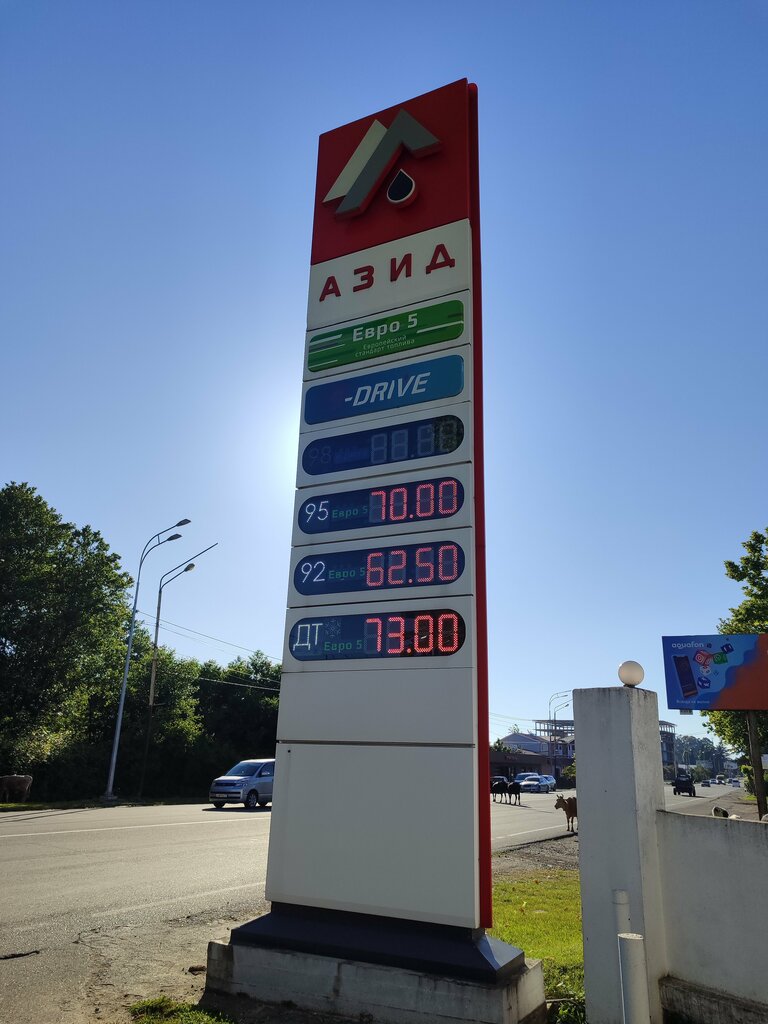 АЗИД
Евро 5
Европейский
стандарт топлива
-DRIVE
98
95 Евро 5 70.00
92 Евро 5 62.50
ДТ Евро 5 73.00
aquafon